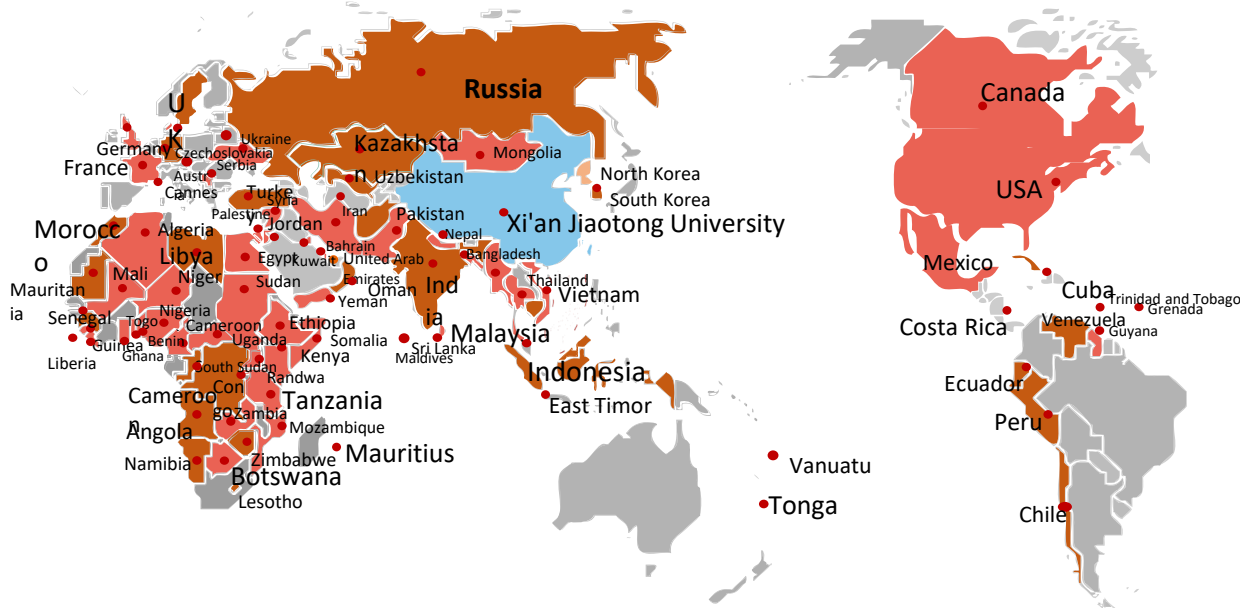 U
K
Russia
Canada
Ukraine
Germany
Czechoslovakia
Kazakhsta
n
Mongolia
France
Serbia
Austr
ia
Uzbekistan
North Korea
South Korea
USA
Cannes
Turke
y
Syria
Iran
Palestyne
Jordan
Pakistan
Xi'an Jiaotong University
Morocc
o
Algeria
Libya
Nepal
Egypt
Kuwait
Bahrain
United Arab
Emirates
Bangladesh
Mexico
Mali
Niger
Sudan
Oman
Ind
ia
Thailand
Vietnam
Mauritan
ia
Yeman
Cuba
Trinidad and Tobago
Grenada
Senegal
Nigeria
Togo
Cameroon
Ethiopia
Costa Rica
Venezuela
Guyana
Guinea
Benin
Uganda
Somalia
Malaysia
Liberia
Ghana
Kenya
Sri Lanka
Maldives
South Sudan
Randwa
Indonesia
Ecuador
Cameroo
n
Con
go
Tanzania
East Timor
Zambia
Peru
Angola
Mozambique
Mauritius
Namibia
Zimbabwe
Vanuatu
Botswana
Lesotho
Tonga
Chile